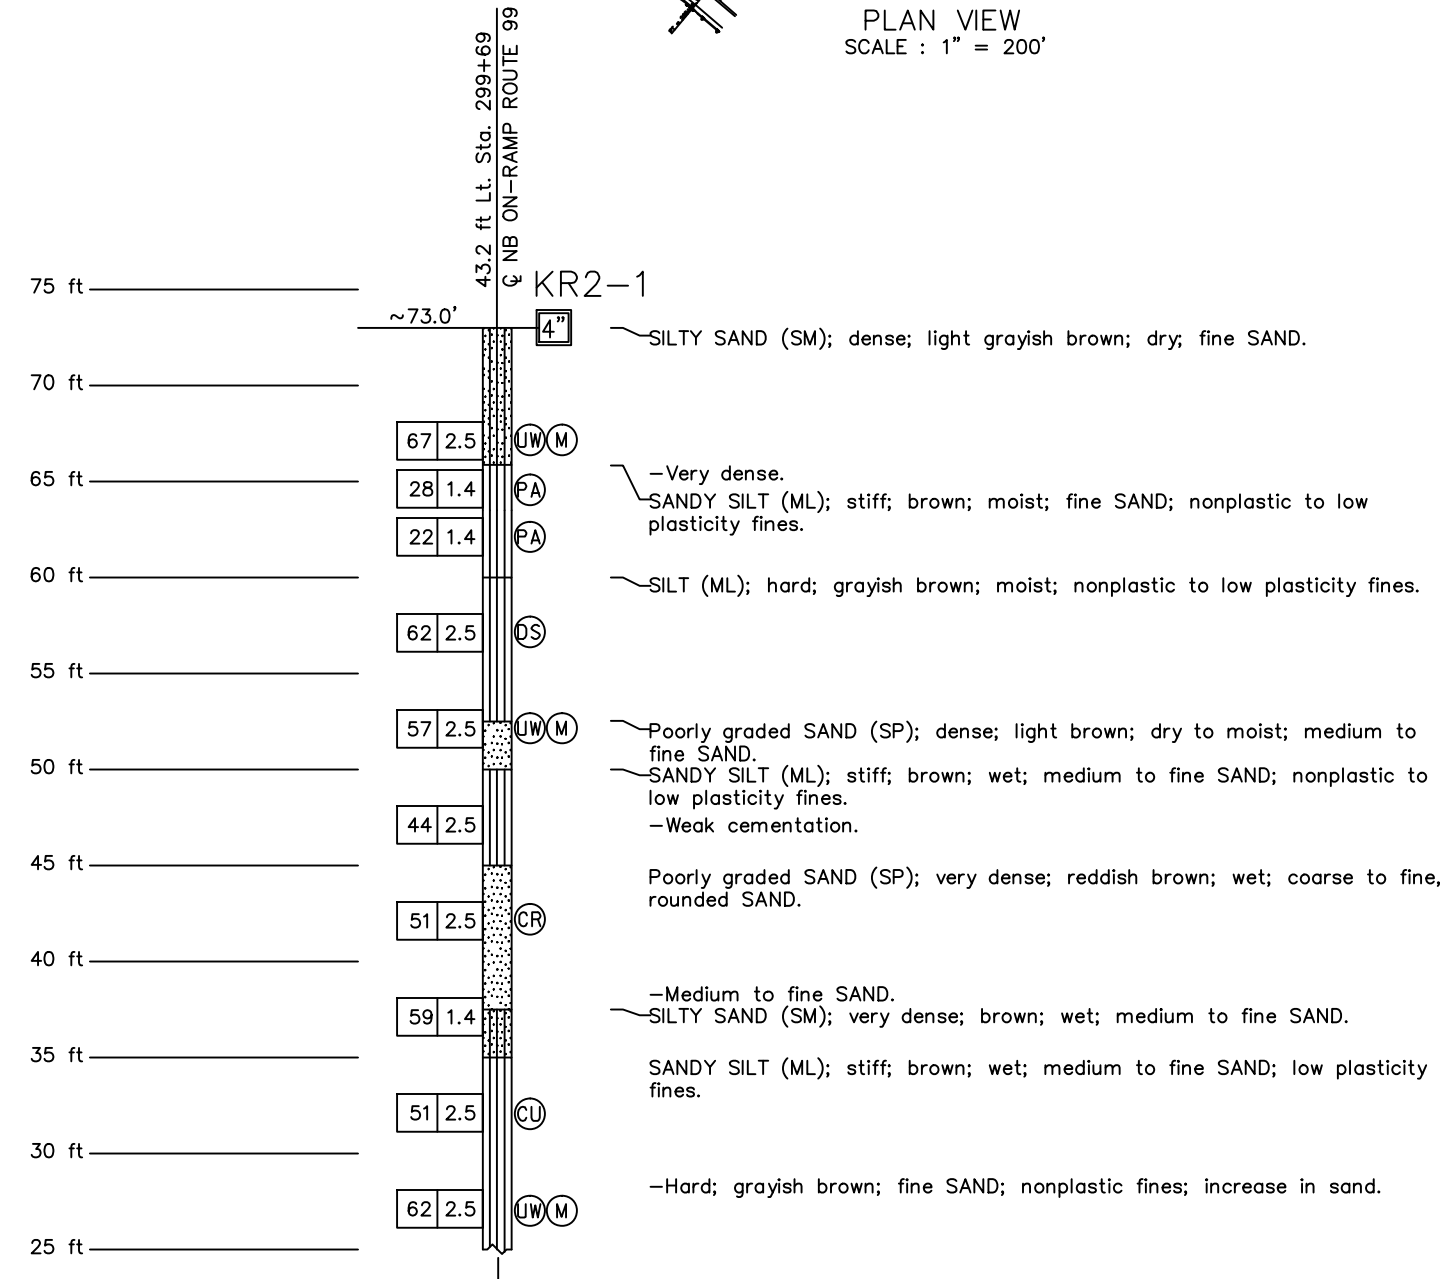 PLAN VIEW
SCALE : 1" = 200'
43.2 ft Lt. Sta. 299+69
℄ NB ON-RAMP ROUTE 99
KR2-1
75 ft
~73.0'
4"
SILTY SAND (SM); dense; light grayish brown; dry; fine SAND.
70 ft
67 2.5 UW M
-Very dense.
65 ft
28 1.4 PA
SANDY SILT (ML); stiff; brown; moist; fine SAND; nonplastic to low
plasticity fines.
22 1.4 PA
60 ft
SILT (ML); hard; grayish brown; moist; nonplastic to low plasticity fines.
62 2.5 DS
55 ft
57 2.5 UW M
Poorly graded SAND (SP); dense; light brown; dry to moist; medium to
fine SAND.
50 ft
SANDY SILT (ML); stiff; brown; wet; medium to fine SAND; nonplastic to
low plasticity fines.
44 2.5
-Weak cementation.
45 ft
Poorly graded SAND (SP); very dense; reddish brown; wet; coarse to fine,
rounded SAND.
51 2.5 CR
40 ft
-Medium to fine SAND.
59 1.4
SILTY SAND (SM); very dense; brown; wet; medium to fine SAND.
35 ft
SANDY SILT (ML); stiff; brown; wet; medium to fine SAND; low plasticity
fines.
51 2.5 CU
30 ft
-Hard; grayish brown; fine SAND; nonplastic fines; increase in sand.
62 2.5 UW M
25 ft